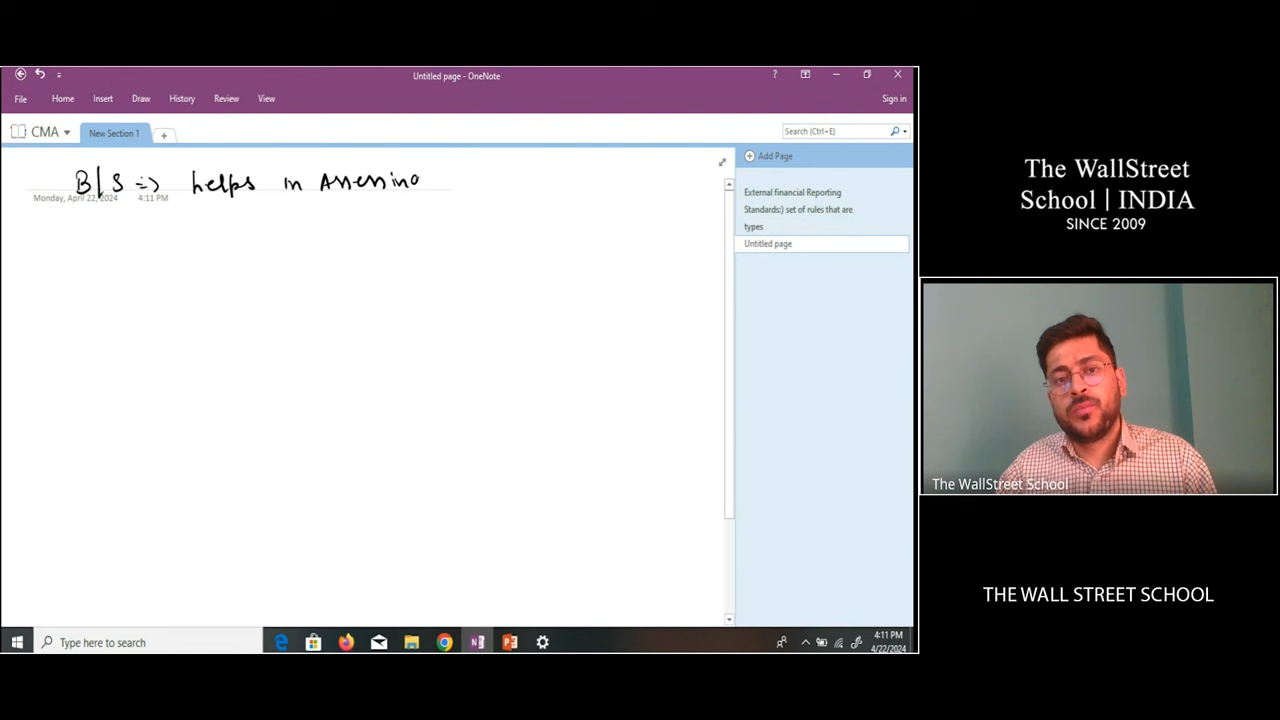 Untitled page - OneNote
?
File
Home
Insert
Draw
History
Review
View
Sign in
CMA
New Section 1
Search (Ctrl+E)
B/S => helps in Assessing
Monday, April 22, 2024 4:11 PM
Add Page
External financial Reporting
Standards:) set of rules that are
types
Untitled page
The WallStreet
School | INDIA
SINCE 2009
The WallStreet School
THE WALL STREET SCHOOL
Type here to search
4:11 PM
4/22/2024